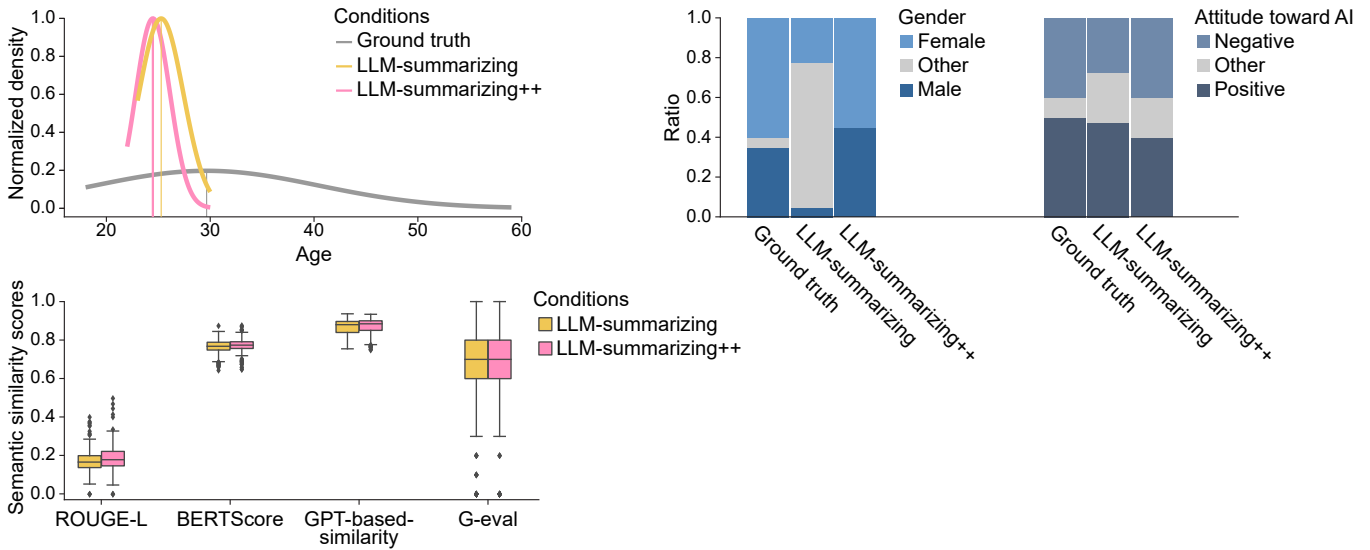 Normalized density
1.0
0.8
0.6
0.4
0.2
0.0
20
30
40
50
60
Age
Conditions
Ground truth
LLM-summarizing
LLM-summarizing++
Ratio
1.0
0.8
0.6
0.4
0.2
0.0
Gender
Female
Other
Male
Attitude toward AI
Negative
Other
Positive
Ground truth
LLM-summarizing
LLM-summarizing++
Ground truth
LLM-summarizing
LLM-summarizing++
Semantic similarity scores
1.0
0.8
0.6
0.4
0.2
0.0
ROUGE-L
BERTScore
GPT-based-
similarity
G-eval
Conditions
LLM-summarizing
LLM-summarizing++